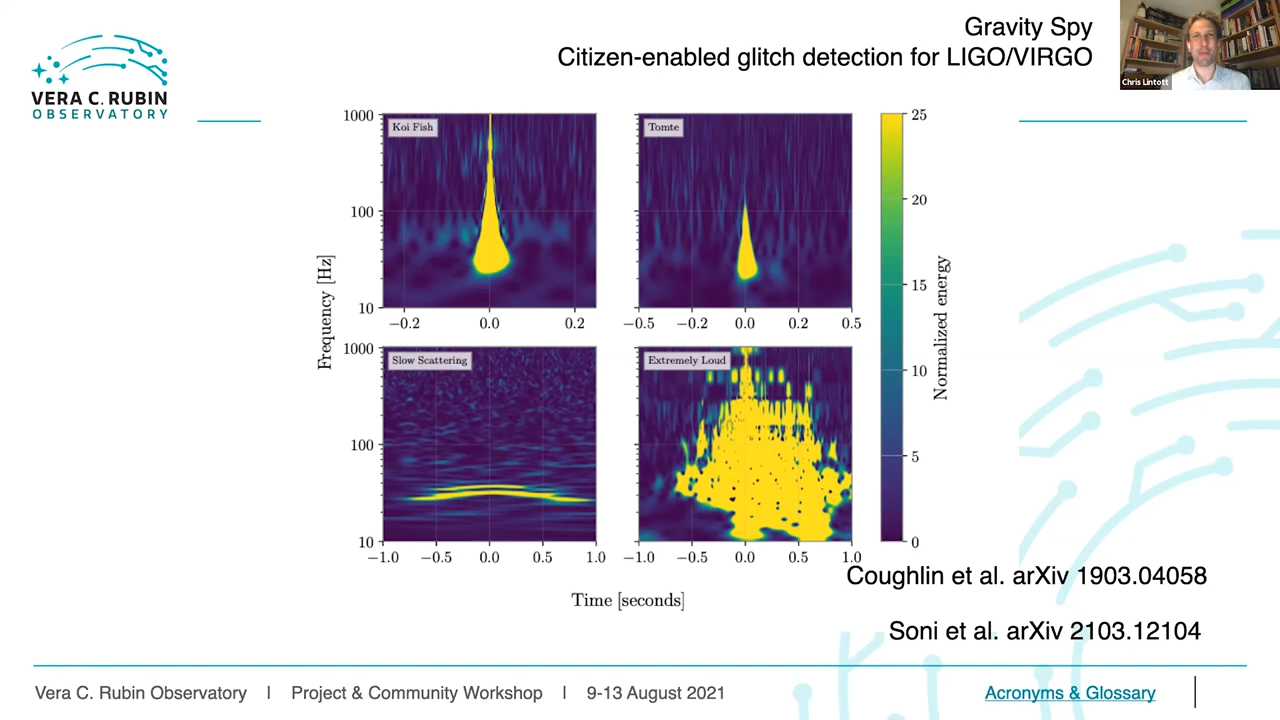 Gravity Spy
Citizen-enabled glitch detection for LIGO/VIRGO
Chris Lintott
VERA C. RUBIN
OBSERVATORY
Koi Fish
Tomte
Slow Scattering
Extremely Loud
1000
100
10
−0.2 0.0 0.2
−0.5 −0.2 0.0 0.2 0.5
1000
100
10
−1.0 −0.5 0.0 0.5 1.0
−1.0 −0.5 0.0 0.5 1.0
Frequency [Hz]
Time [seconds]
25
20
15
10
5
0
Normalized energy
Coughlin et al. arXiv 1903.04058
Soni et al. arXiv 2103.12104
Vera C. Rubin Observatory | Project & Community Workshop | 9-13 August 2021
Acronyms & Glossary